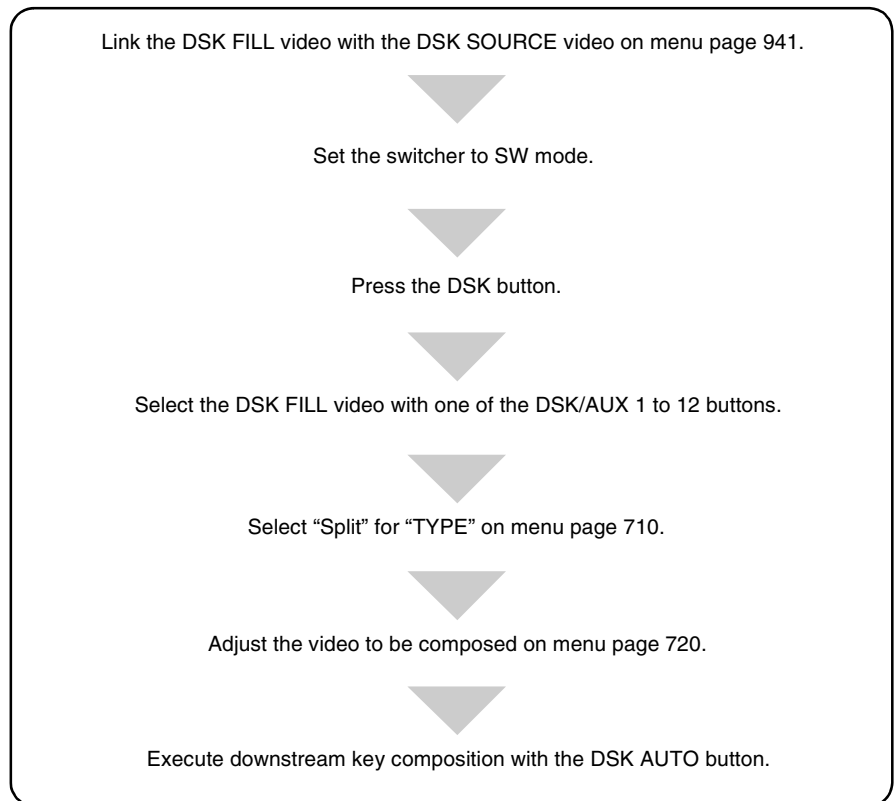 Link the DSK FILL video with the DSK SOURCE video on menu page 941.
Set the switcher to SW mode.
Press the DSK button.
Select the DSK FILL video with one of the DSK/AUX 1 to 12 buttons.
Select “Split” for “TYPE” on menu page 710.
Adjust the video to be composed on menu page 720.
Execute downstream key composition with the DSK AUTO button.